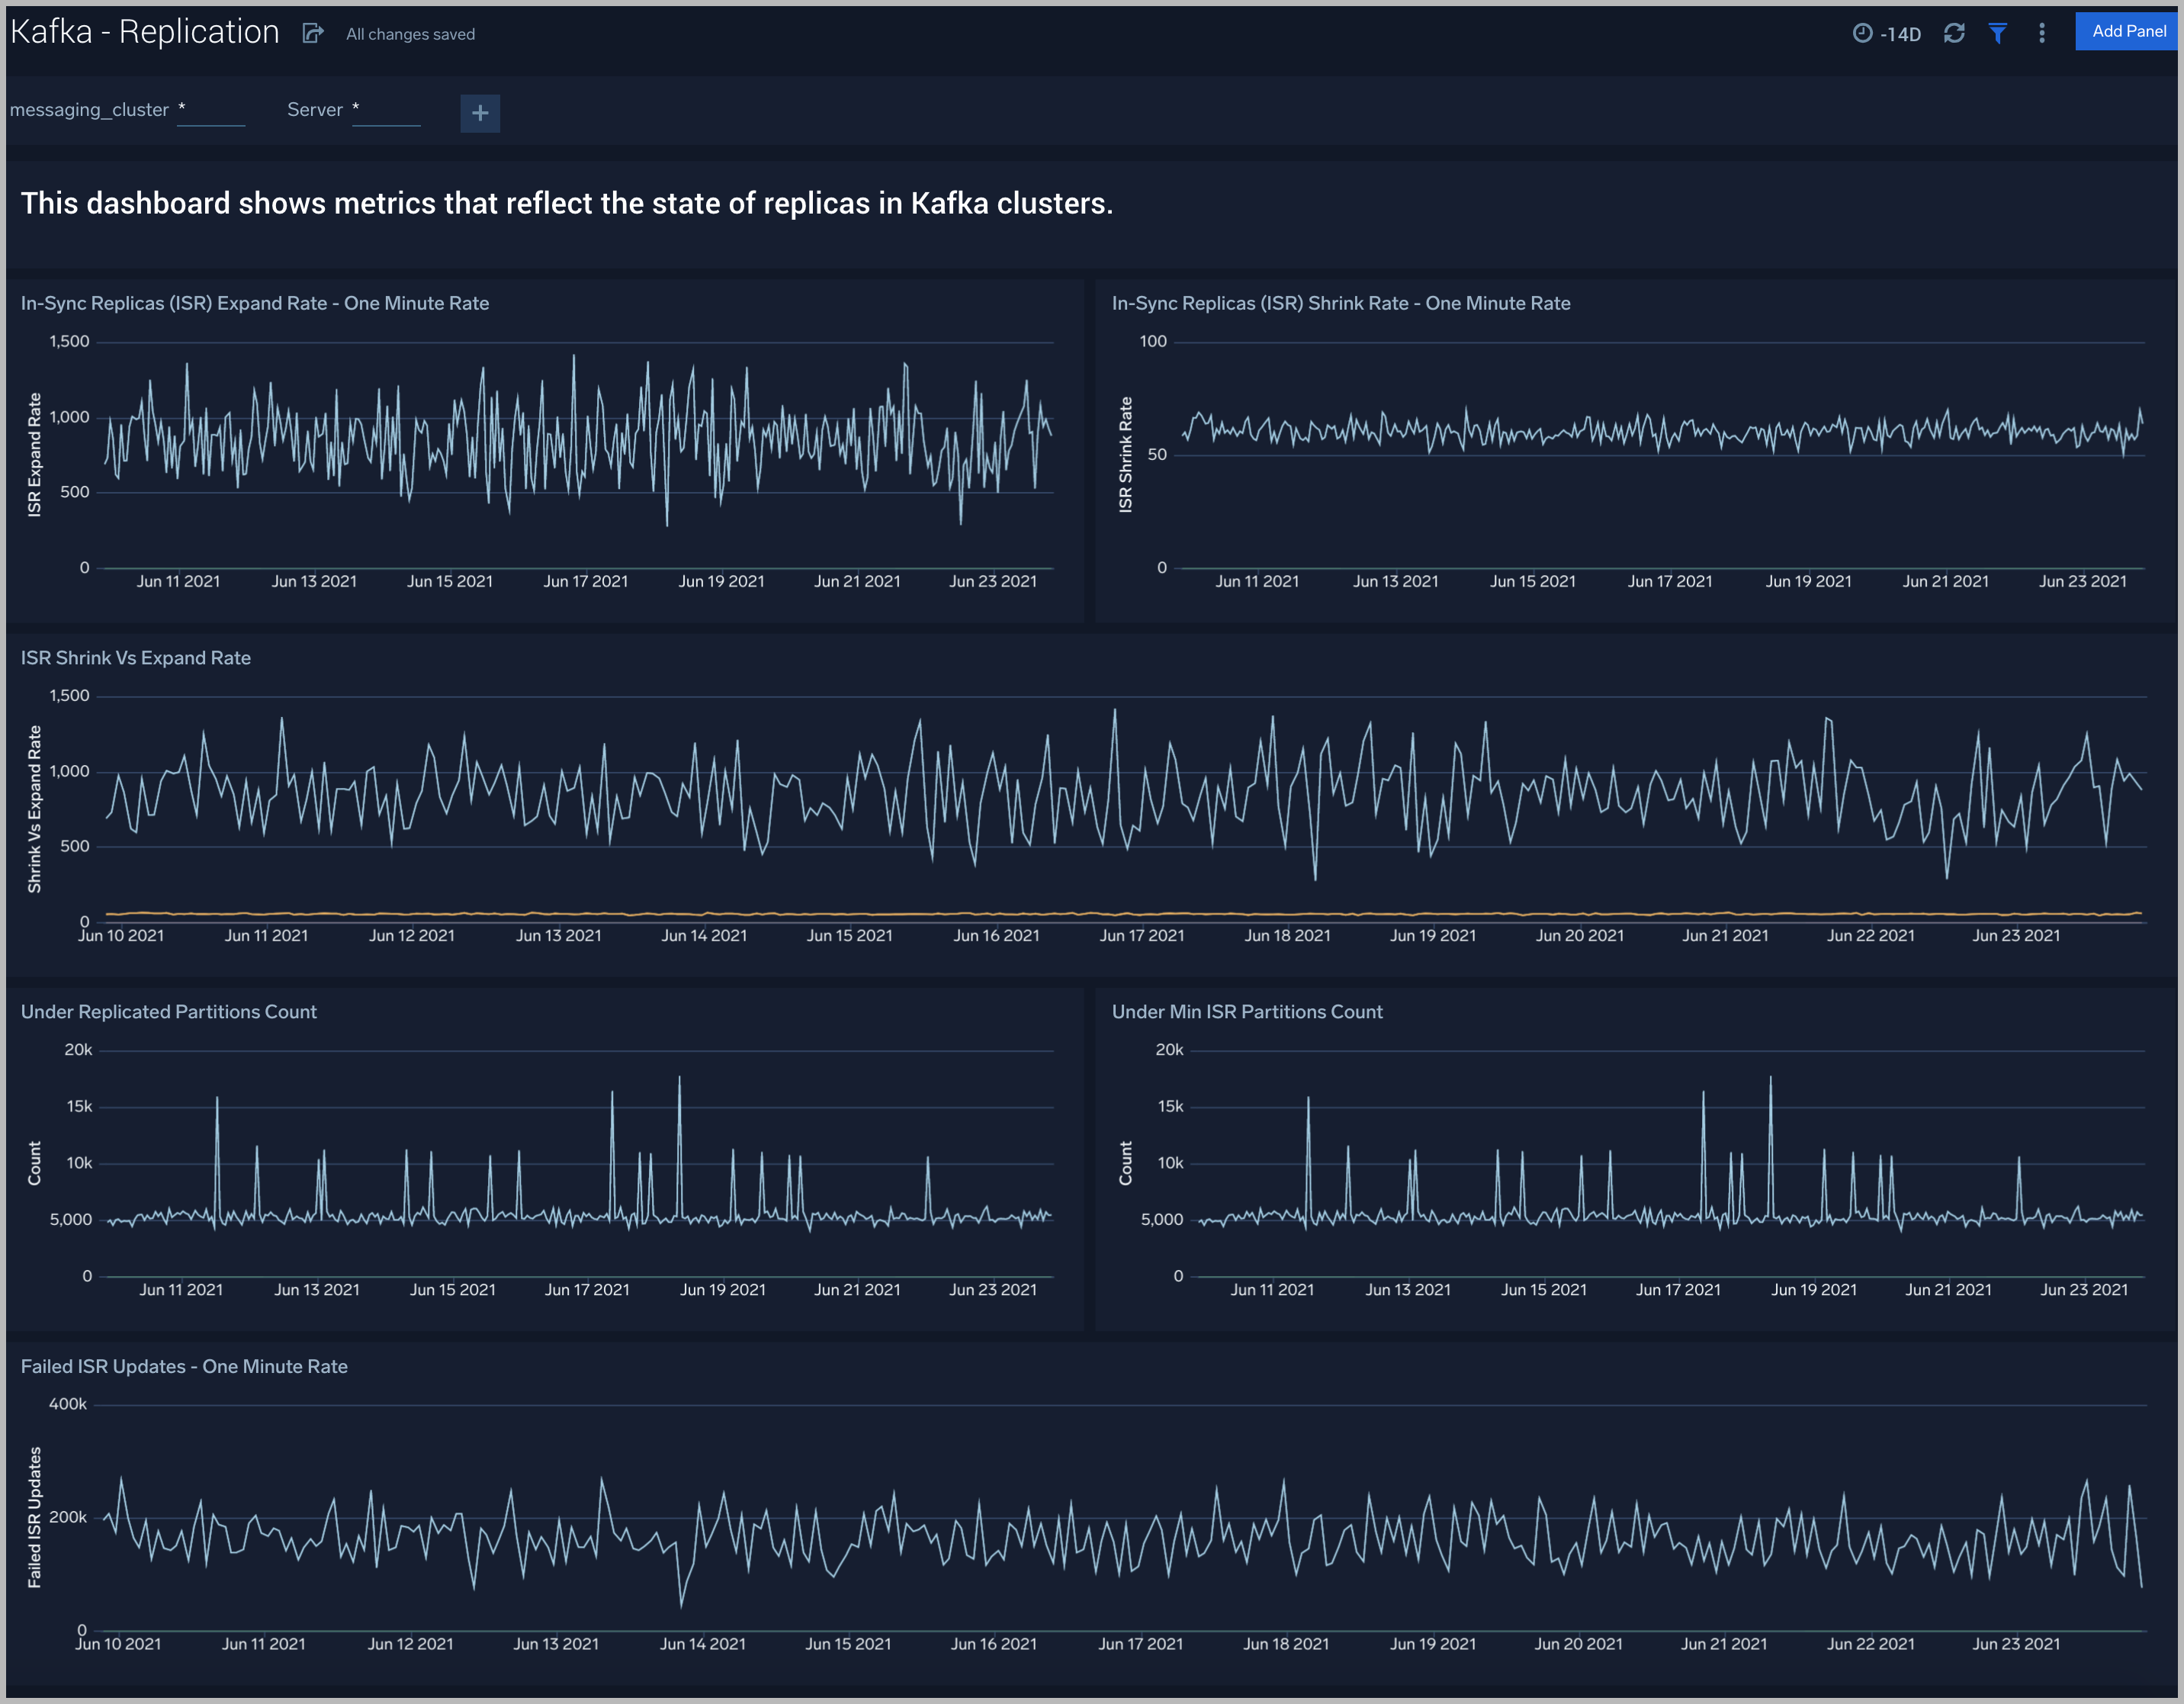 Kafka - Replication All changes saved -14D Add Panel
messaging_cluster * Server * +
This dashboard shows metrics that reflect the state of replicas in Kafka clusters.
In-Sync Replicas (ISR) Expand Rate - One Minute Rate
ISR Expand Rate
1,500
1,000
500
0
Jun 11 2021 Jun 13 2021 Jun 15 2021 Jun 17 2021 Jun 19 2021 Jun 21 2021 Jun 23 2021
In-Sync Replicas (ISR) Shrink Rate - One Minute Rate
ISR Shrink Rate
100
50
0
Jun 11 2021 Jun 13 2021 Jun 15 2021 Jun 17 2021 Jun 19 2021 Jun 21 2021 Jun 23 2021
ISR Shrink Vs Expand Rate
Shrink Vs Expand Rate
1,500
1,000
500
0
Jun 10 2021 Jun 11 2021 Jun 12 2021 Jun 13 2021 Jun 14 2021 Jun 15 2021 Jun 16 2021 Jun 17 2021 Jun 18 2021 Jun 19 2021 Jun 20 2021 Jun 21 2021 Jun 22 2021 Jun 23 2021
Under Replicated Partitions Count
Count
20k
15k
10k
5,000
0
Jun 11 2021 Jun 13 2021 Jun 15 2021 Jun 17 2021 Jun 19 2021 Jun 21 2021 Jun 23 2021
Under Min ISR Partitions Count
Count
20k
15k
10k
5,000
0
Jun 11 2021 Jun 13 2021 Jun 15 2021 Jun 17 2021 Jun 19 2021 Jun 21 2021 Jun 23 2021
Failed ISR Updates - One Minute Rate
Failed ISR Updates
400k
200k
0
Jun 10 2021 Jun 11 2021 Jun 12 2021 Jun 13 2021 Jun 14 2021 Jun 15 2021 Jun 16 2021 Jun 17 2021 Jun 18 2021 Jun 19 2021 Jun 20 2021 Jun 21 2021 Jun 22 2021 Jun 23 2021